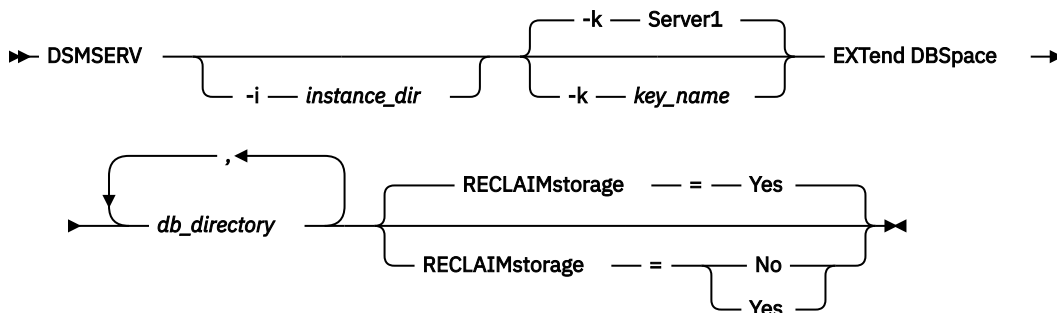 -k Server1
DSMSERV EXTend DBSpace
-i instance_dir -k key_name
,
RECLAIMstorage = Yes
db_directory
RECLAIMstorage = No
Yes